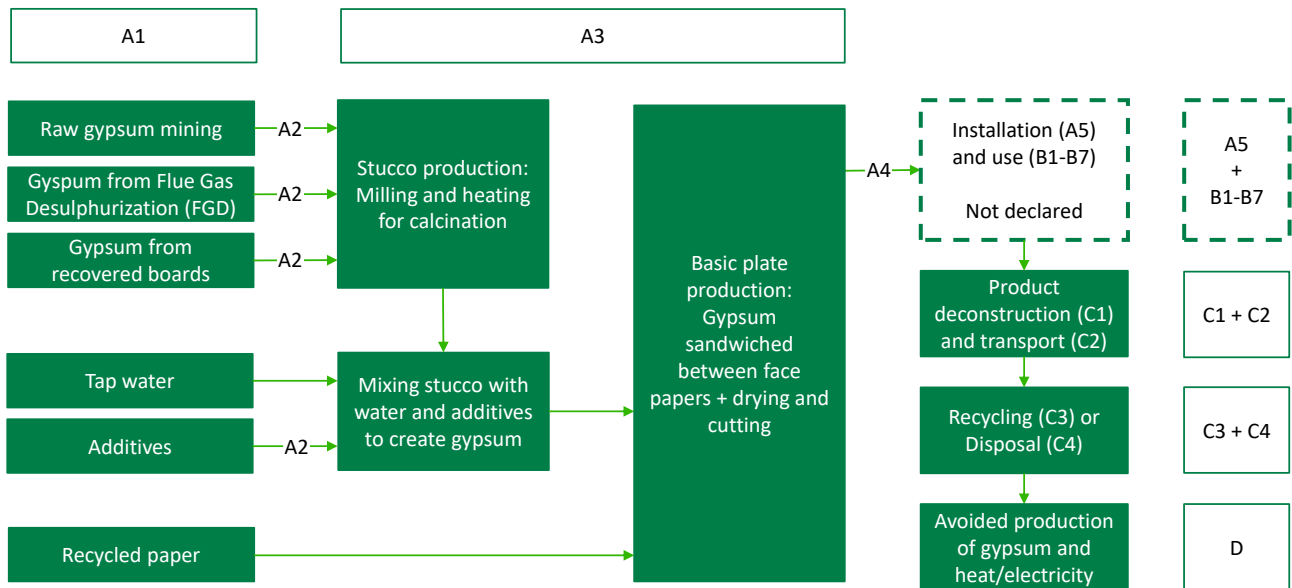 A1
A3
Raw gypsum mining
A2
Gyspum from Flue Gas
Desulphurization (FGD)
A2
Gypsum from
recovered boards
A2
Stucco production:
Milling and heating
for calcination
Tap water
Additives
A2
Mixing stucco with
water and additives
to create gypsum
Recycled paper
Basic plate
production:
Gypsum
sandwiched
between face
papers + drying and
cutting
A4
Installation (A5)
and use (B1-B7)
Not declared
A5
+
B1-B7
Product
deconstruction (C1)
and transport (C2)
C1 + C2
Recycling (C3) or
Disposal (C4)
C3 + C4
Avoided production
of gypsum and
heat/electricity
D